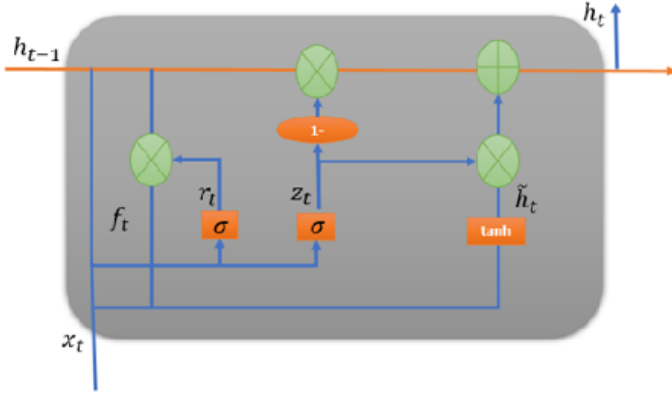 h_t
h_{t−1}
1-
r_t
z_t
h̃_t
f_t
σ
σ
tanh
x_t